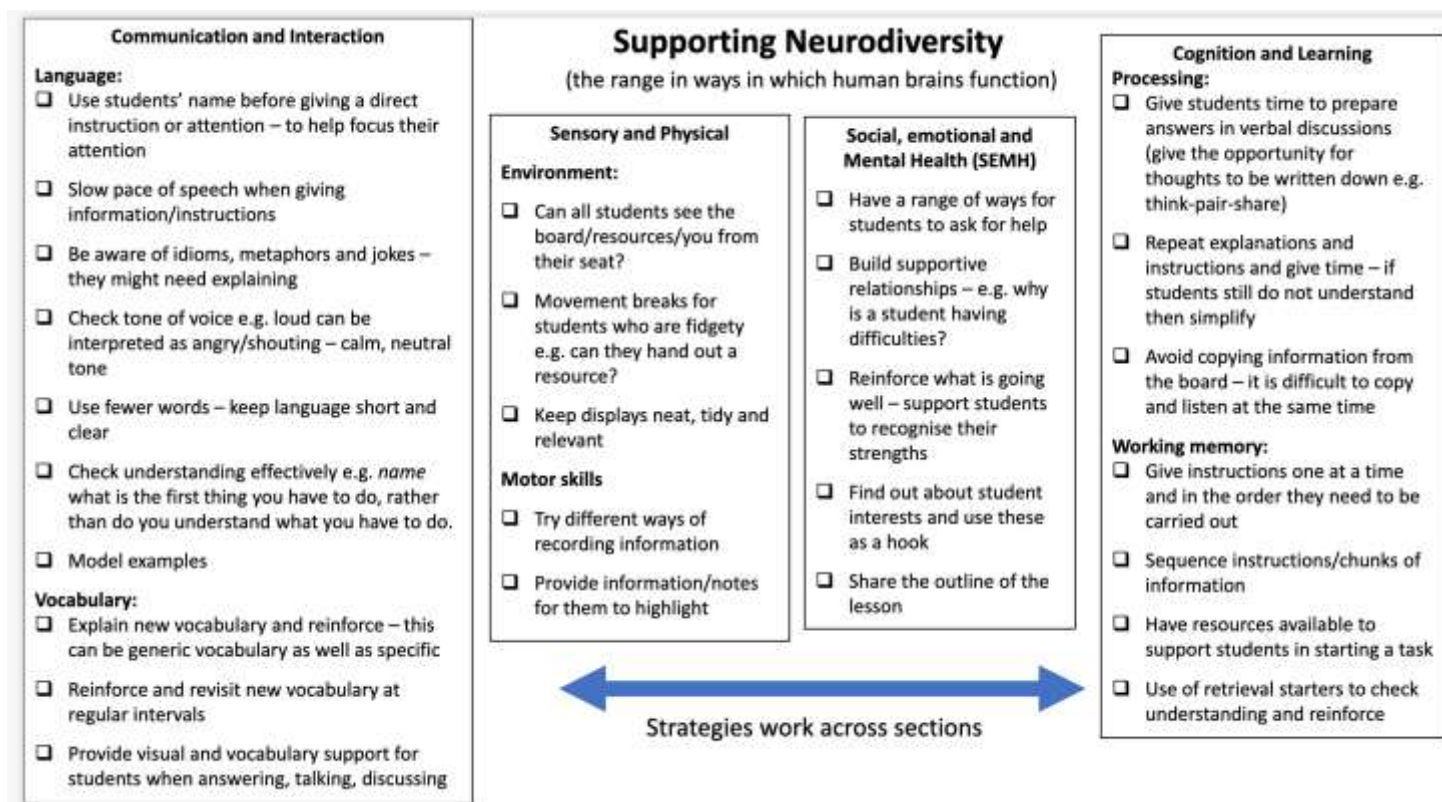 Communication and Interaction
Language:
❑ Use students' name before giving a direct
instruction or attention – to help focus their
attention
❑ Slow pace of speech when giving
information/instructions
❑ Be aware of idioms, metaphors and jokes –
they might need explaining
❑ Check tone of voice e.g. loud can be
interpreted as angry/shouting – calm, neutral
tone
❑ Use fewer words – keep language short and
clear
❑ Check understanding effectively e.g. name
what is the first thing you have to do, rather
than do you understand what you have to do.
❑ Model examples
Vocabulary:
❑ Explain new vocabulary and reinforce – this
can be generic vocabulary as well as specific
❑ Reinforce and revisit new vocabulary at
regular intervals
❑ Provide visual and vocabulary support for
students when answering, talking, discussing
Supporting Neurodiversity
(the range in ways in which human brains function)
Sensory and Physical
Environment:
❑ Can all students see the
board/resources/you from
their seat?
❑ Movement breaks for
students who are fidgety
e.g. can they hand out a
resource?
❑ Keep displays neat, tidy and
relevant
Motor skills
❑ Try different ways of
recording information
❑ Provide information/notes
for them to highlight
Social, emotional and
Mental Health (SEMH)
❑ Have a range of ways for
students to ask for help
❑ Build supportive
relationships – e.g. why
is a student having
difficulties?
❑ Reinforce what is going
well – support students
to recognise their
strengths
❑ Find out about student
interests and use these
as a hook
❑ Share the outline of the
lesson
Strategies work across sections
Cognition and Learning
Processing:
❑ Give students time to prepare
answers in verbal discussions
(give the opportunity for
thoughts to be written down e.g.
think-pair-share)
❑ Repeat explanations and
instructions and give time – if
students still do not understand
then simplify
❑ Avoid copying information from
the board – it is difficult to copy
and listen at the same time
Working memory:
❑ Give instructions one at a time
and in the order they need to be
carried out
❑ Sequence instructions/chunks of
information
❑ Have resources available to
support students in starting a task
❑ Use of retrieval starters to check
understanding and reinforce